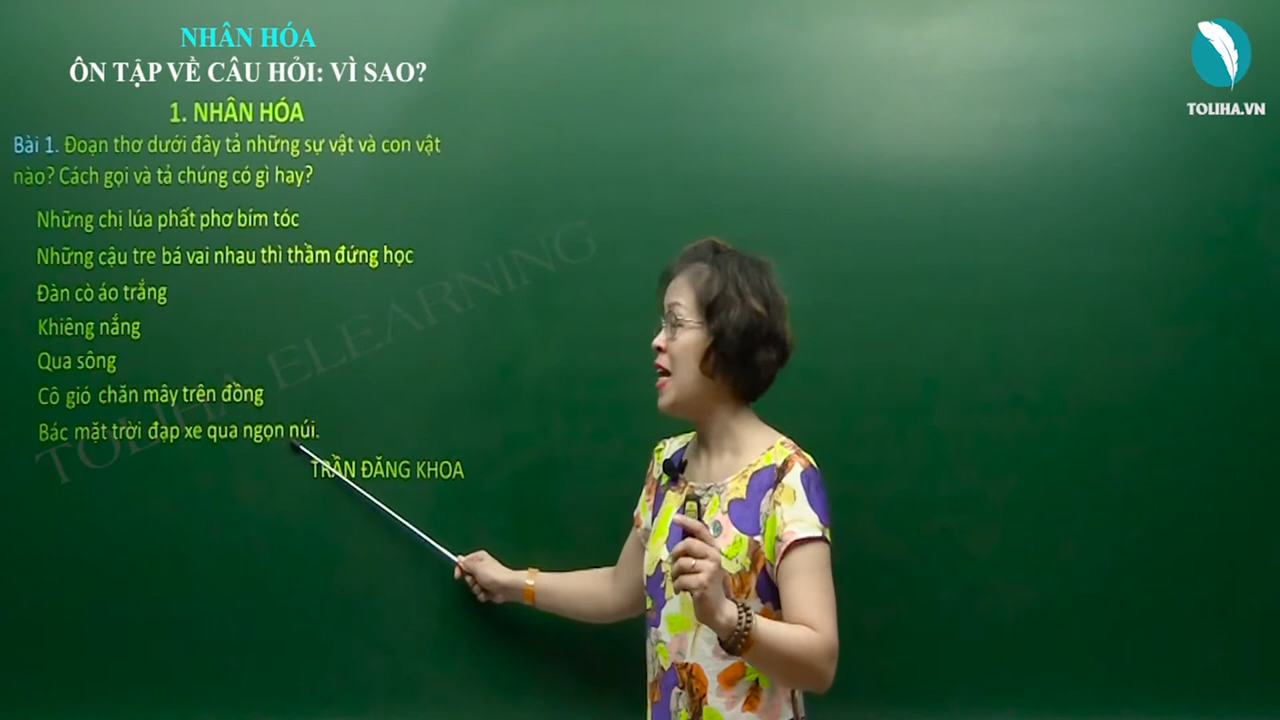 NHÂN HÓA
ÔN TẬP VỀ CÂU HỎI: VÌ SAO?
1. NHÂN HÓA
Bài 1. Đoạn thơ dưới đây tả những sự vật và con vật
nào? Cách gọi và tả chúng có gì hay?
Những chị lúa phất phơ bím tóc
Những cậu tre bá vai nhau thì thầm đứng học
Đàn cò áo trắng
Khiêng nắng
Qua sông
Cô gió chăn mây trên đồng
Bác mặt trời đạp xe qua ngọn núi.
TRẦN ĐĂNG KHOA
TOLIHA.VN
TOLIHA ELEARNING